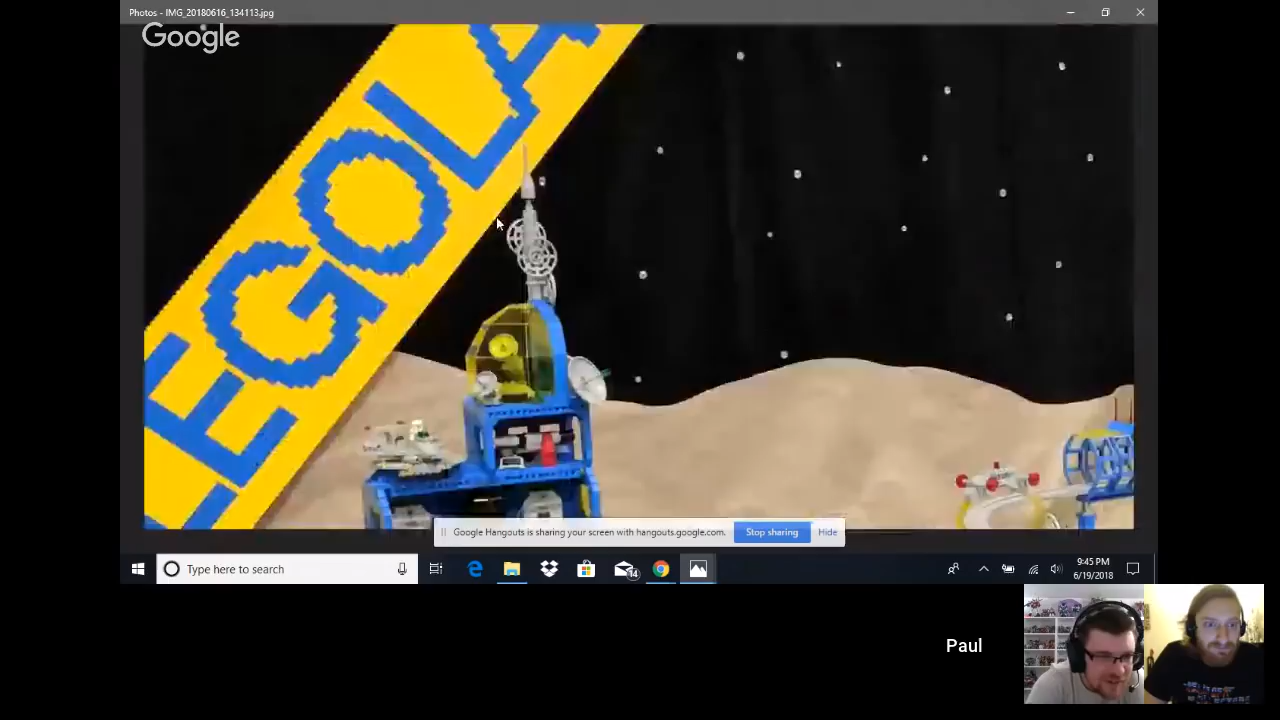 Photos - IMG_20180616_134113.jpg
Google
LEGOLA
Google Hangouts is sharing your screen with hangouts.google.com.
Stop sharing
Hide
Type here to search
14
9:45 PM
6/19/2018
Paul